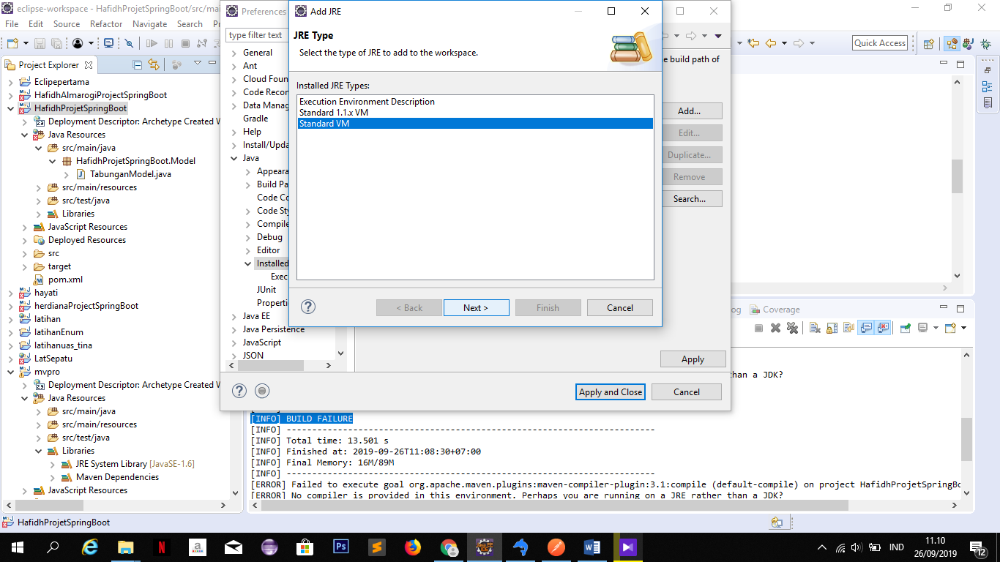 eclipse-workspace - HafidhProjetSpringBoot/src/mai
File Edit Source Refactor Navigate Search Pr
Quick Access
Project Explorer
Eclipepertama
HafidhAlmarogiProjectSpringBoot
HafidhProjetSpringBoot
Deployment Descriptor: Archetype Created W
Java Resources
src/main/java
HafidhProjetSpringBoot.Model
TabunganModel.java
src/main/resources
src/test/java
Libraries
JavaScript Resources
Deployed Resources
src
target
pom.xml
hayati
herdianaProjectSpringBoot
latihan
latihanEnum
latihanuas_tina
LatSepatu
mvpro
Deployment Descriptor: Archetype Created W
Java Resources
src/main/java
src/main/resources
src/test/java
Libraries
JRE System Library [JavaSE-1.6]
Maven Dependencies
JavaScript Resources
HafidhProjetSpringBoot
Preferences
type filter text
General
Ant
Cloud Foun
Code Recor
Data Manag
Gradle
Help
Install/Upda
Java
Appeara
Build Pa
Code Co
Code Sty
Compile
Debug
Editor
Installed
Exec
JUnit
Properti
Java EE
Java Persistence
JavaScript
JSON
e build path of
Add...
Edit...
Duplicate...
Remove
Search...
Apply
Apply and Close
Cancel
Add JRE
JRE Type
Select the type of JRE to add to the workspace.
Installed JRE Types:
Execution Environment Description
Standard 1.1.x VM
Standard VM
< Back
Next >
Finish
Cancel
og
Coverage
han a JDK?
[INFO] BUILD FAILURE
[INFO] ------------------------------------------------------------------------
[INFO] Total time: 13.501 s
[INFO] Finished at: 2019-09-26T11:08:30+07:00
[INFO] Final Memory: 16M/89M
[INFO] ------------------------------------------------------------------------
[ERROR] Failed to execute goal org.apache.maven.plugins:maven-compiler-plugin:3.1:compile (default-compile) on project HafidhProjetSpringBo
[ERROR] No compiler is provided in this environment. Perhaps you are running on a JRE rather than a JDK?
IND
11.10
26/09/2019
12